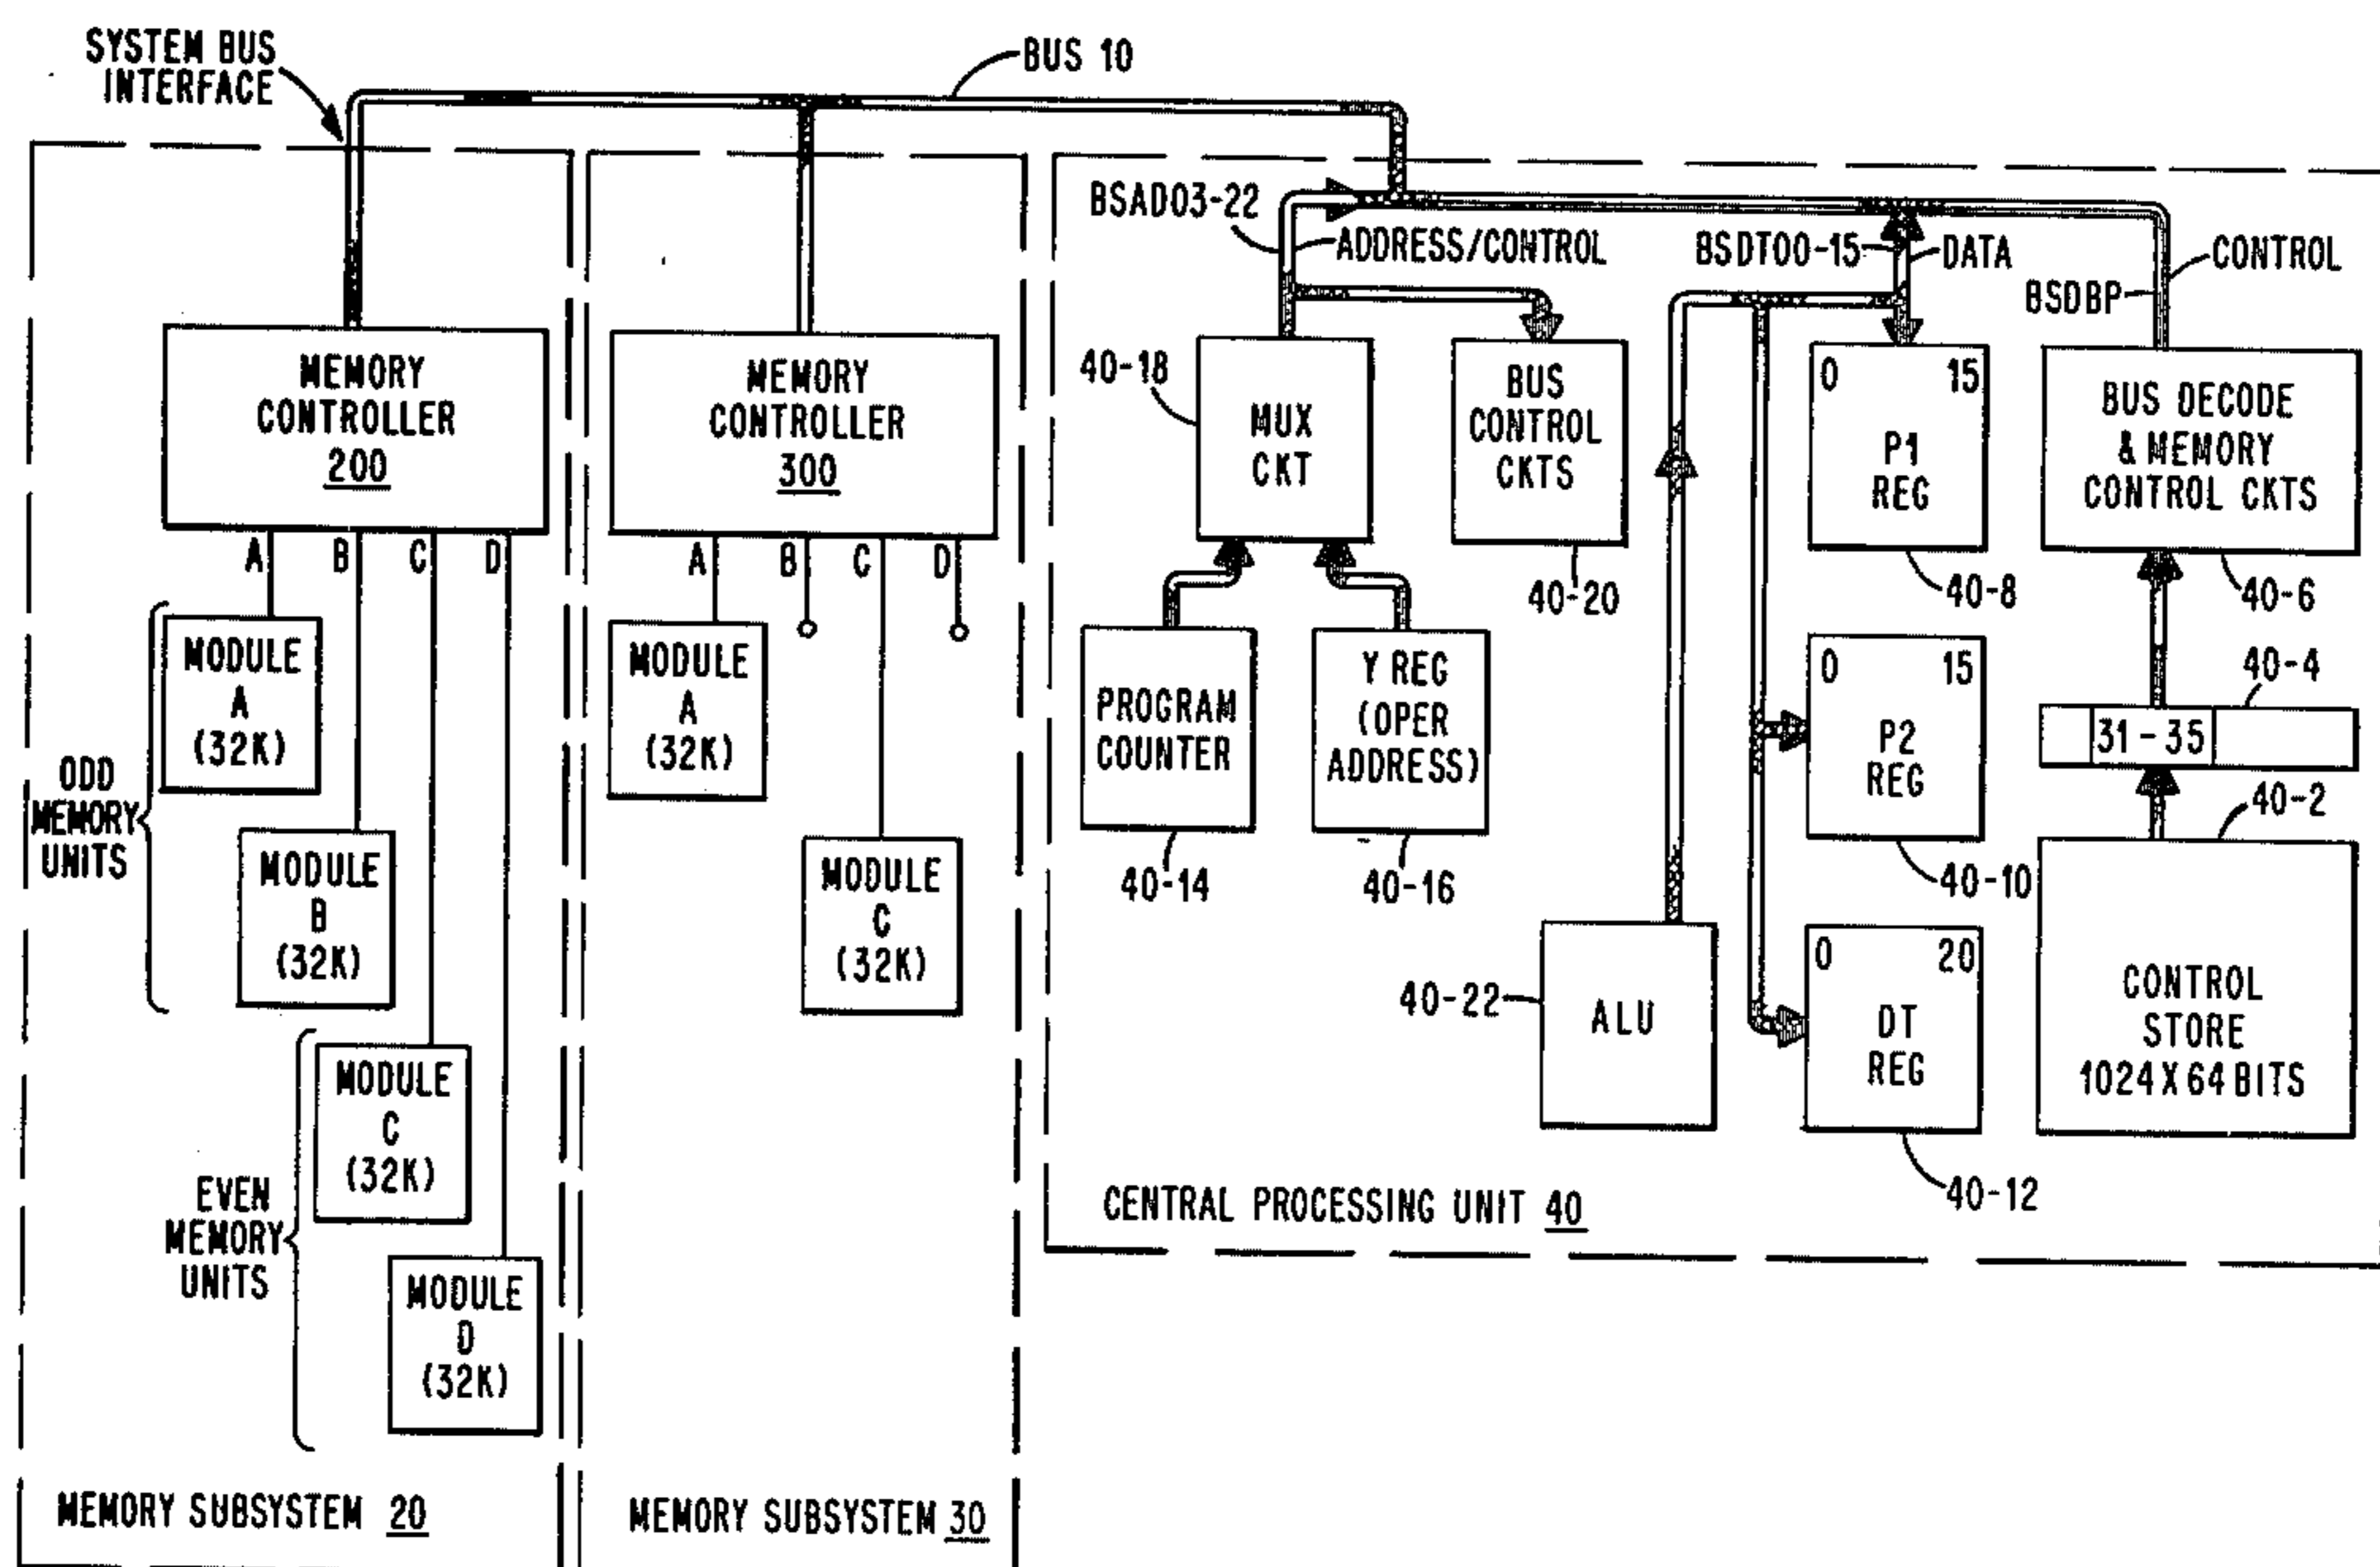 SYSTEM BUS
INTERFACE
BUS 10
BSAD03-22
ADDRESS/CONTROL
BSDT00-15
DATA
CONTROL
BSDBP
MEMORY
CONTROLLER
200
A B C D
MODULE
A
(32K)
MODULE
B
(32K)
MODULE
C
(32K)
MODULE
D
(32K)
ODD
MEMORY
UNITS
EVEN
MEMORY
UNITS
MEMORY SUBSYSTEM 20
MEMORY
CONTROLLER
300
A B C D
MODULE
A
(32K)
MODULE
C
(32K)
MEMORY SUBSYSTEM 30
40-18
MUX
CKT
BUS
CONTROL
CKTS
40-20
PROGRAM
COUNTER
40-14
Y REG
(OPER
ADDRESS)
40-16
40-22
ALU
0 15
P1
REG
40-8
0 15
P2
REG
40-10
0 20
DT
REG
40-12
BUS DECODE
& MEMORY
CONTROL CKTS
40-6
40-4
31-35
40-2
CONTROL
STORE
1024 X 64 BITS
CENTRAL PROCESSING UNIT 40